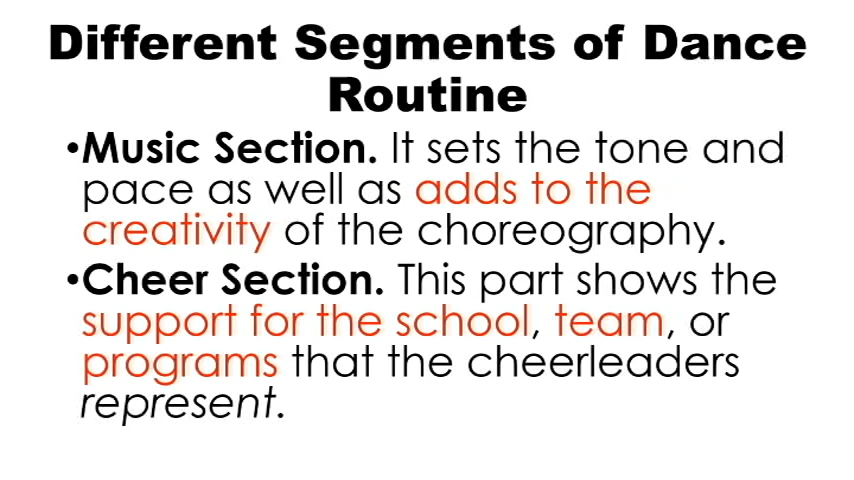 Different Segments of Dance
Routine
•Music Section. It sets the tone and
pace as well as adds to the
creativity of the choreography.
•Cheer Section. This part shows the
support for the school, team, or
programs that the cheerleaders
represent.